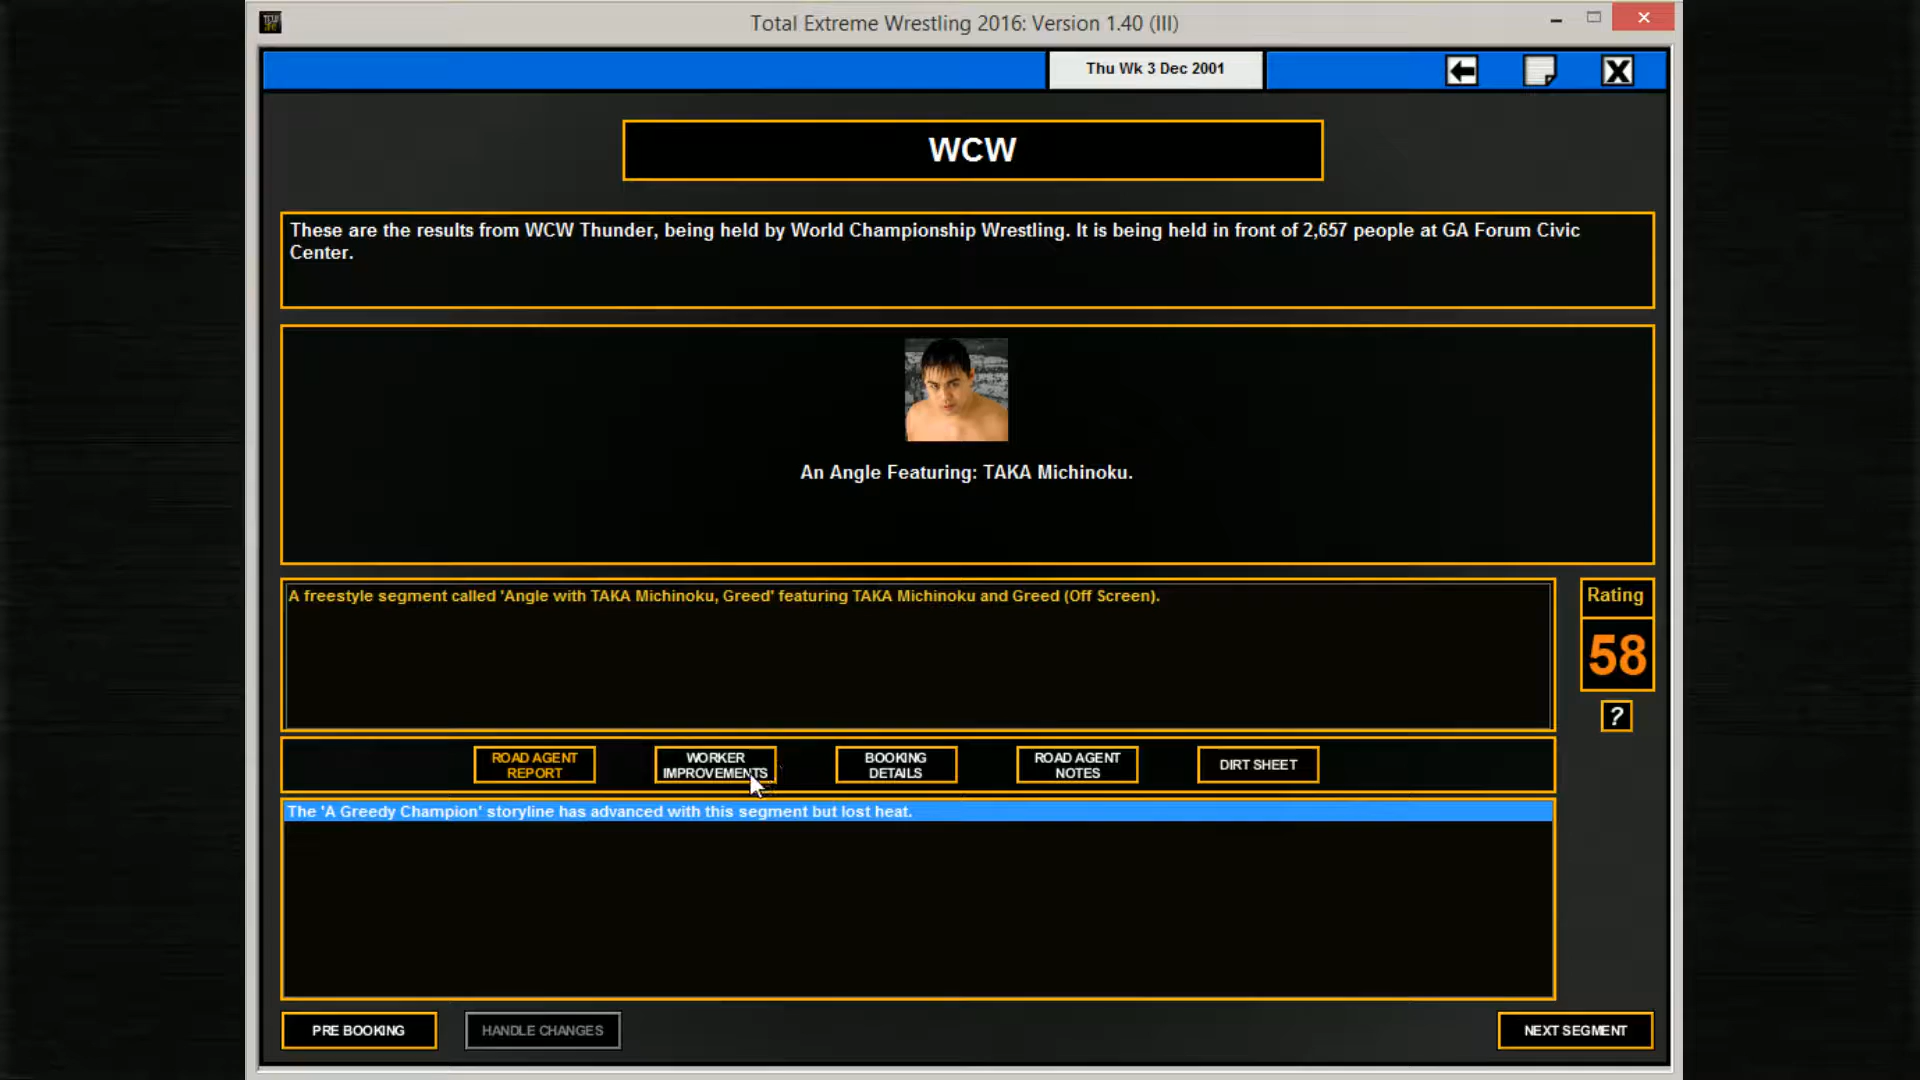 Total Extreme Wrestling 2016: Version 1.40 (III)
Thu Wk 3 Dec 2001
WCW
These are the results from WCW Thunder, being held by World Championship Wrestling. It is being held in front of 2,657 people at GA Forum Civic
Center.
An Angle Featuring: TAKA Michinoku.
A freestyle segment called 'Angle with TAKA Michinoku, Greed' featuring TAKA Michinoku and Greed (Off Screen).
Rating
58
?
ROAD AGENT
REPORT
WORKER
IMPROVEMENTS
BOOKING
DETAILS
ROAD AGENT
NOTES
DIRT SHEET
The 'A Greedy Champion' storyline has advanced with this segment but lost heat.
PRE BOOKING
HANDLE CHANGES
NEXT SEGMENT